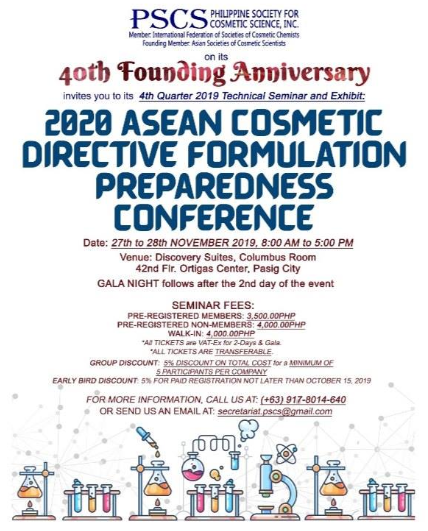 PSCS PHILIPPINE SOCIETY FOR
COSMETIC SCIENCE, INC.
Member: International Federation of Societies of Cosmetic Chemists
Founding Member: Asian Societies of Cosmetic Scientists
on its
40th Founding Anniversary
invites you to its 4th Quarter 2019 Technical Seminar and Exhibit:
2020 ASEAN COSMETIC
DIRECTIVE FORMULATION
PREPAREDNESS
CONFERENCE
Date: 27th to 28th NOVEMBER 2019, 8:00 AM to 5:00 PM
Venue: Discovery Suites, Columbus Room
42nd Flr. Ortigas Center, Pasig City
GALA NIGHT follows after the 2nd day of the event
SEMINAR FEES:
PRE-REGISTERED MEMBERS: 3,500.00PHP
PRE-REGISTERED NON-MEMBERS: 4,000.00PHP
WALK-IN: 4,000.00PHP
*All TICKETS are VAT-Ex for 2-Days & Gala.
*ALL TICKETS ARE TRANSFERABLE.
GROUP DISCOUNT: 5% DISCOUNT ON TOTAL COST for a MINIMUM OF
5 PARTICIPANTS PER COMPANY
EARLY BIRD DISCOUNT: 5% FOR PAID REGISTRATION NOT LATER THAN OCTOBER 15, 2019
FOR MORE INFORMATION, CALL US AT: (+63) 917-8014-640
OR SEND US AN EMAIL AT: secretariat.pscs@gmail.com